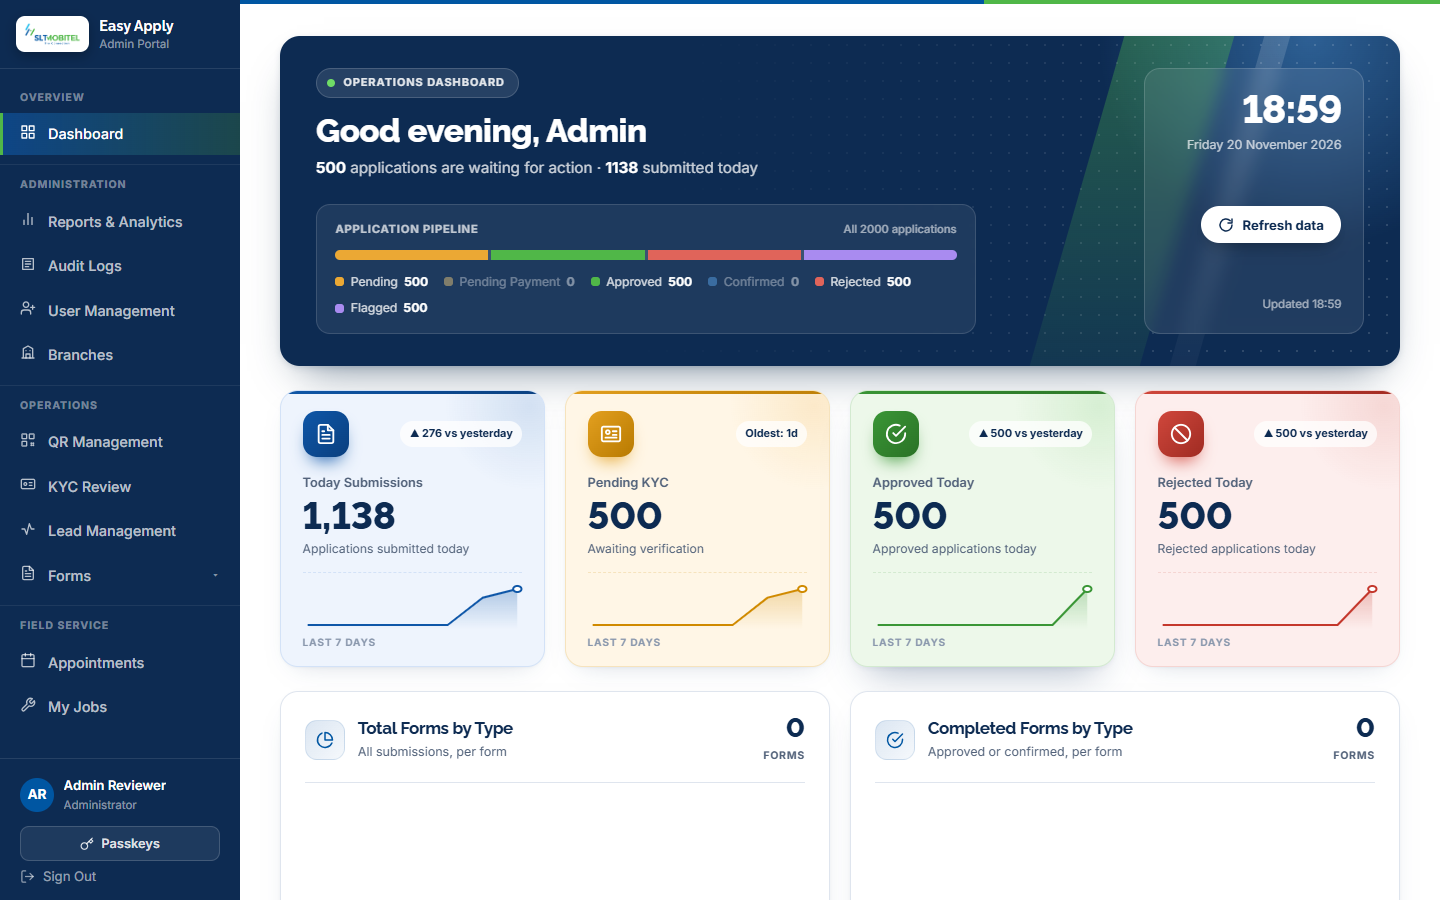 SLTMOBITEL
Easy Apply
Admin Portal
OVERVIEW
Dashboard
ADMINISTRATION
Reports & Analytics
Audit Logs
User Management
Branches
OPERATIONS
QR Management
KYC Review
Lead Management
Forms
FIELD SERVICE
Appointments
My Jobs
AR
Admin Reviewer
Administrator
Passkeys
Sign Out
OPERATIONS DASHBOARD
Good evening, Admin
500 applications are waiting for action · 1138 submitted today
APPLICATION PIPELINE
All 2000 applications
Pending 500 Pending Payment 0 Approved 500 Confirmed 0 Rejected 500
Flagged 500
18:59
Friday 20 November 2026
Refresh data
Updated 18:59
▲ 276 vs yesterday
Today Submissions
1,138
Applications submitted today
LAST 7 DAYS
Oldest: 1d
Pending KYC
500
Awaiting verification
LAST 7 DAYS
▲ 500 vs yesterday
Approved Today
500
Approved applications today
LAST 7 DAYS
▲ 500 vs yesterday
Rejected Today
500
Rejected applications today
LAST 7 DAYS
Total Forms by Type
All submissions, per form
0
FORMS
Completed Forms by Type
Approved or confirmed, per form
0
FORMS